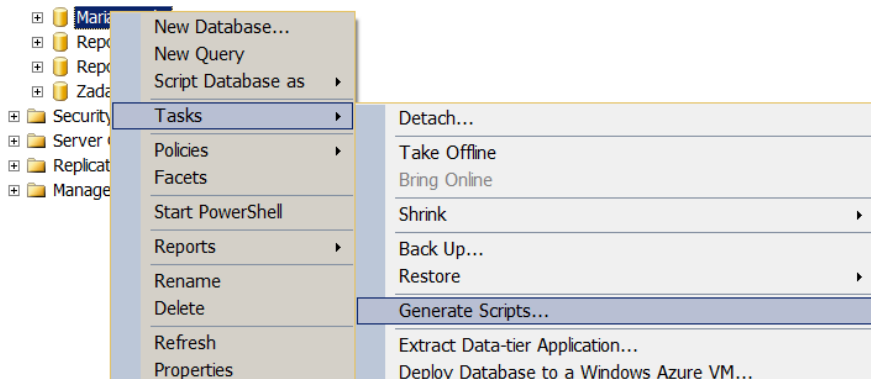 Maria
Repo
Repo
Zada
Security
Server
Replicat
Manage
New Database...
New Query
Script Database as
Tasks
Policies
Facets
Start PowerShell
Reports
Rename
Delete
Refresh
Properties
Detach...
Take Offline
Bring Online
Shrink
Back Up...
Restore
Generate Scripts...
Extract Data-tier Application...
Deploy Database to a Windows Azure VM...